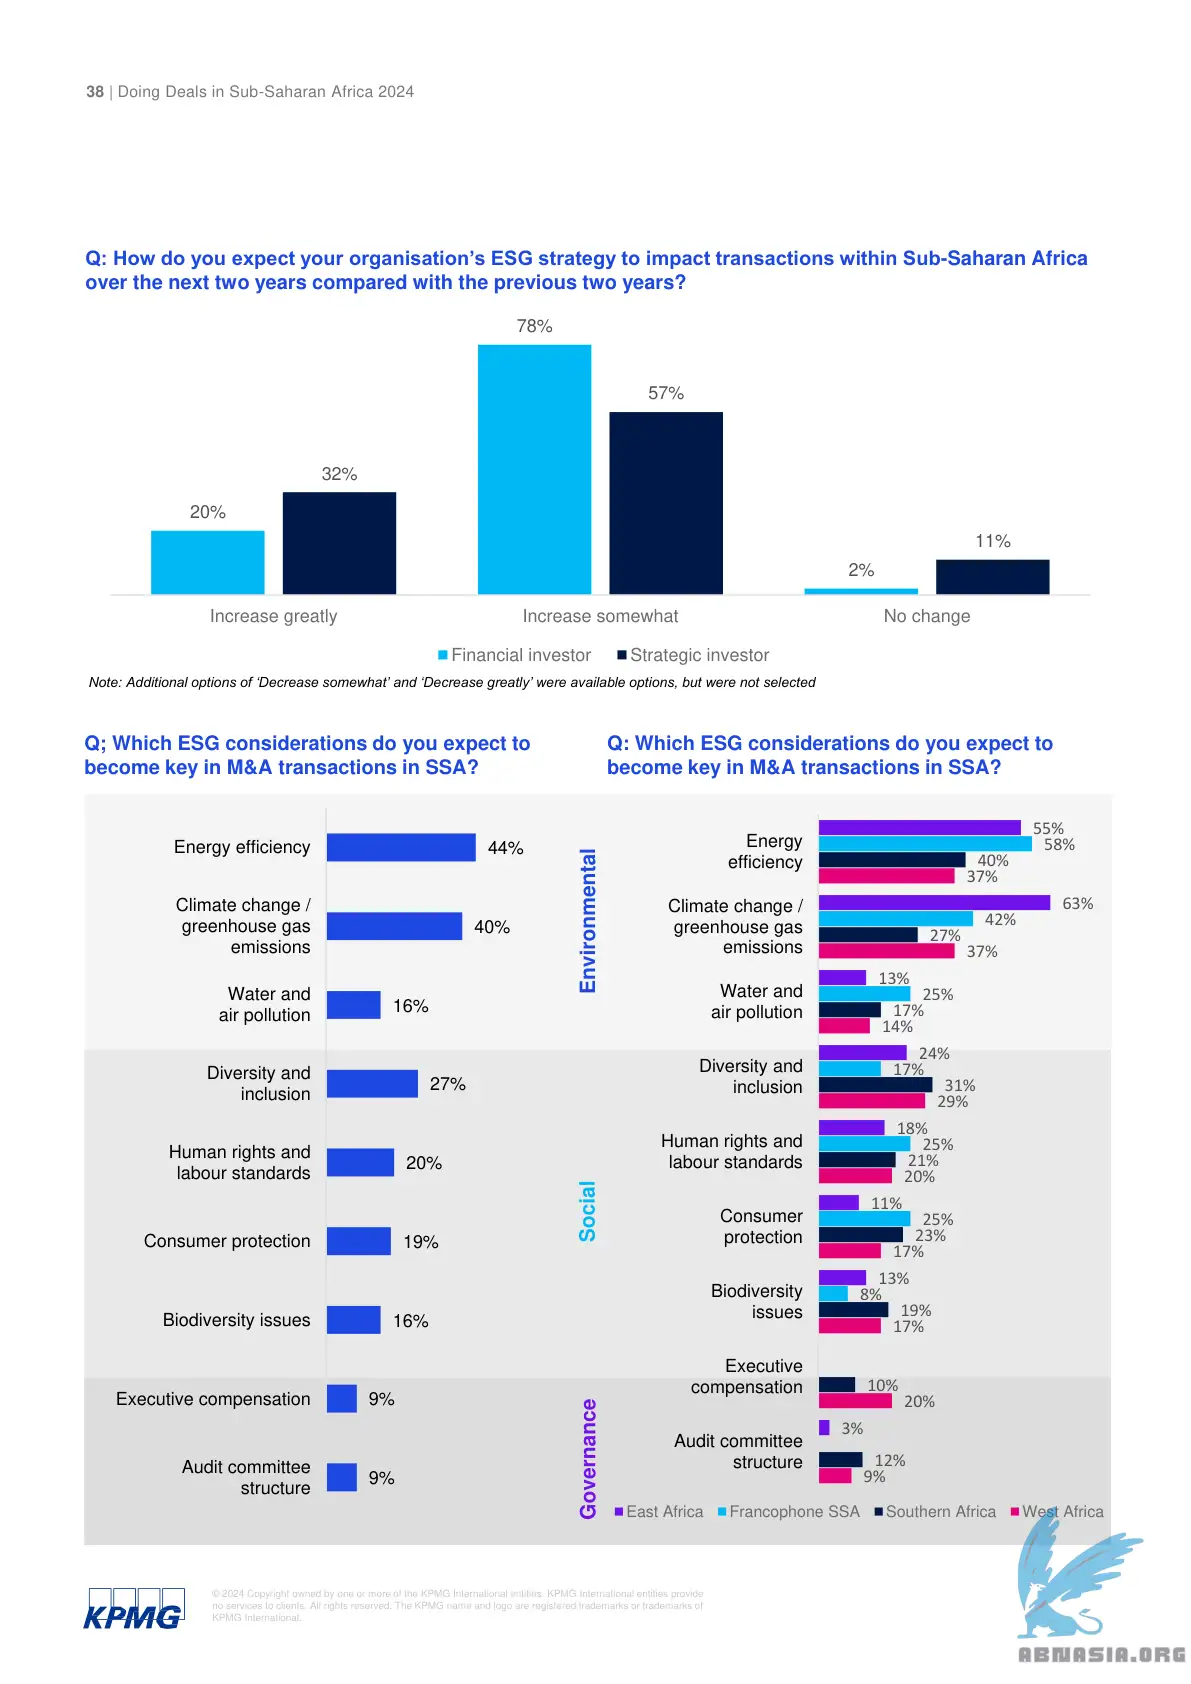 38 | Doing Deals in Sub-Saharan Africa 2024
Q: How do you expect your organisation’s ESG strategy to impact transactions within Sub-Saharan Africa
over the next two years compared with the previous two years?
78%
57%
32%
20%
11%
2%
Increase greatly
Increase somewhat
No change
Financial investor
Strategic investor
Note: Additional options of ‘Decrease somewhat’ and ‘Decrease greatly’ were available options, but were not selected
Q; Which ESG considerations do you expect to
become key in M&A transactions in SSA?
Energy efficiency
44%
Climate change /
greenhouse gas
emissions
40%
Water and
air pollution
16%
Diversity and
inclusion
27%
Human rights and
labour standards
20%
Consumer protection
19%
Biodiversity issues
16%
Executive compensation
9%
Audit committee
structure
9%
Q: Which ESG considerations do you expect to
become key in M&A transactions in SSA?
Environmental
Energy
efficiency
55%
58%
40%
37%
Climate change /
greenhouse gas
emissions
63%
42%
27%
37%
Water and
air pollution
13%
25%
17%
14%
Social
Diversity and
inclusion
24%
17%
31%
29%
Human rights and
labour standards
18%
25%
21%
20%
Consumer
protection
11%
25%
23%
17%
Biodiversity
issues
13%
8%
19%
17%
Governance
Executive
compensation
10%
20%
Audit committee
structure
3%
12%
9%
East Africa
Francophone SSA
Southern Africa
West Africa
KPMG
© 2024 Copyright owned by one or more of the KPMG International entities. KPMG International entities provide
no services to clients. All rights reserved. The KPMG name and logo are registered trademarks or trademarks of
KPMG International.
ABNASIA.ORG